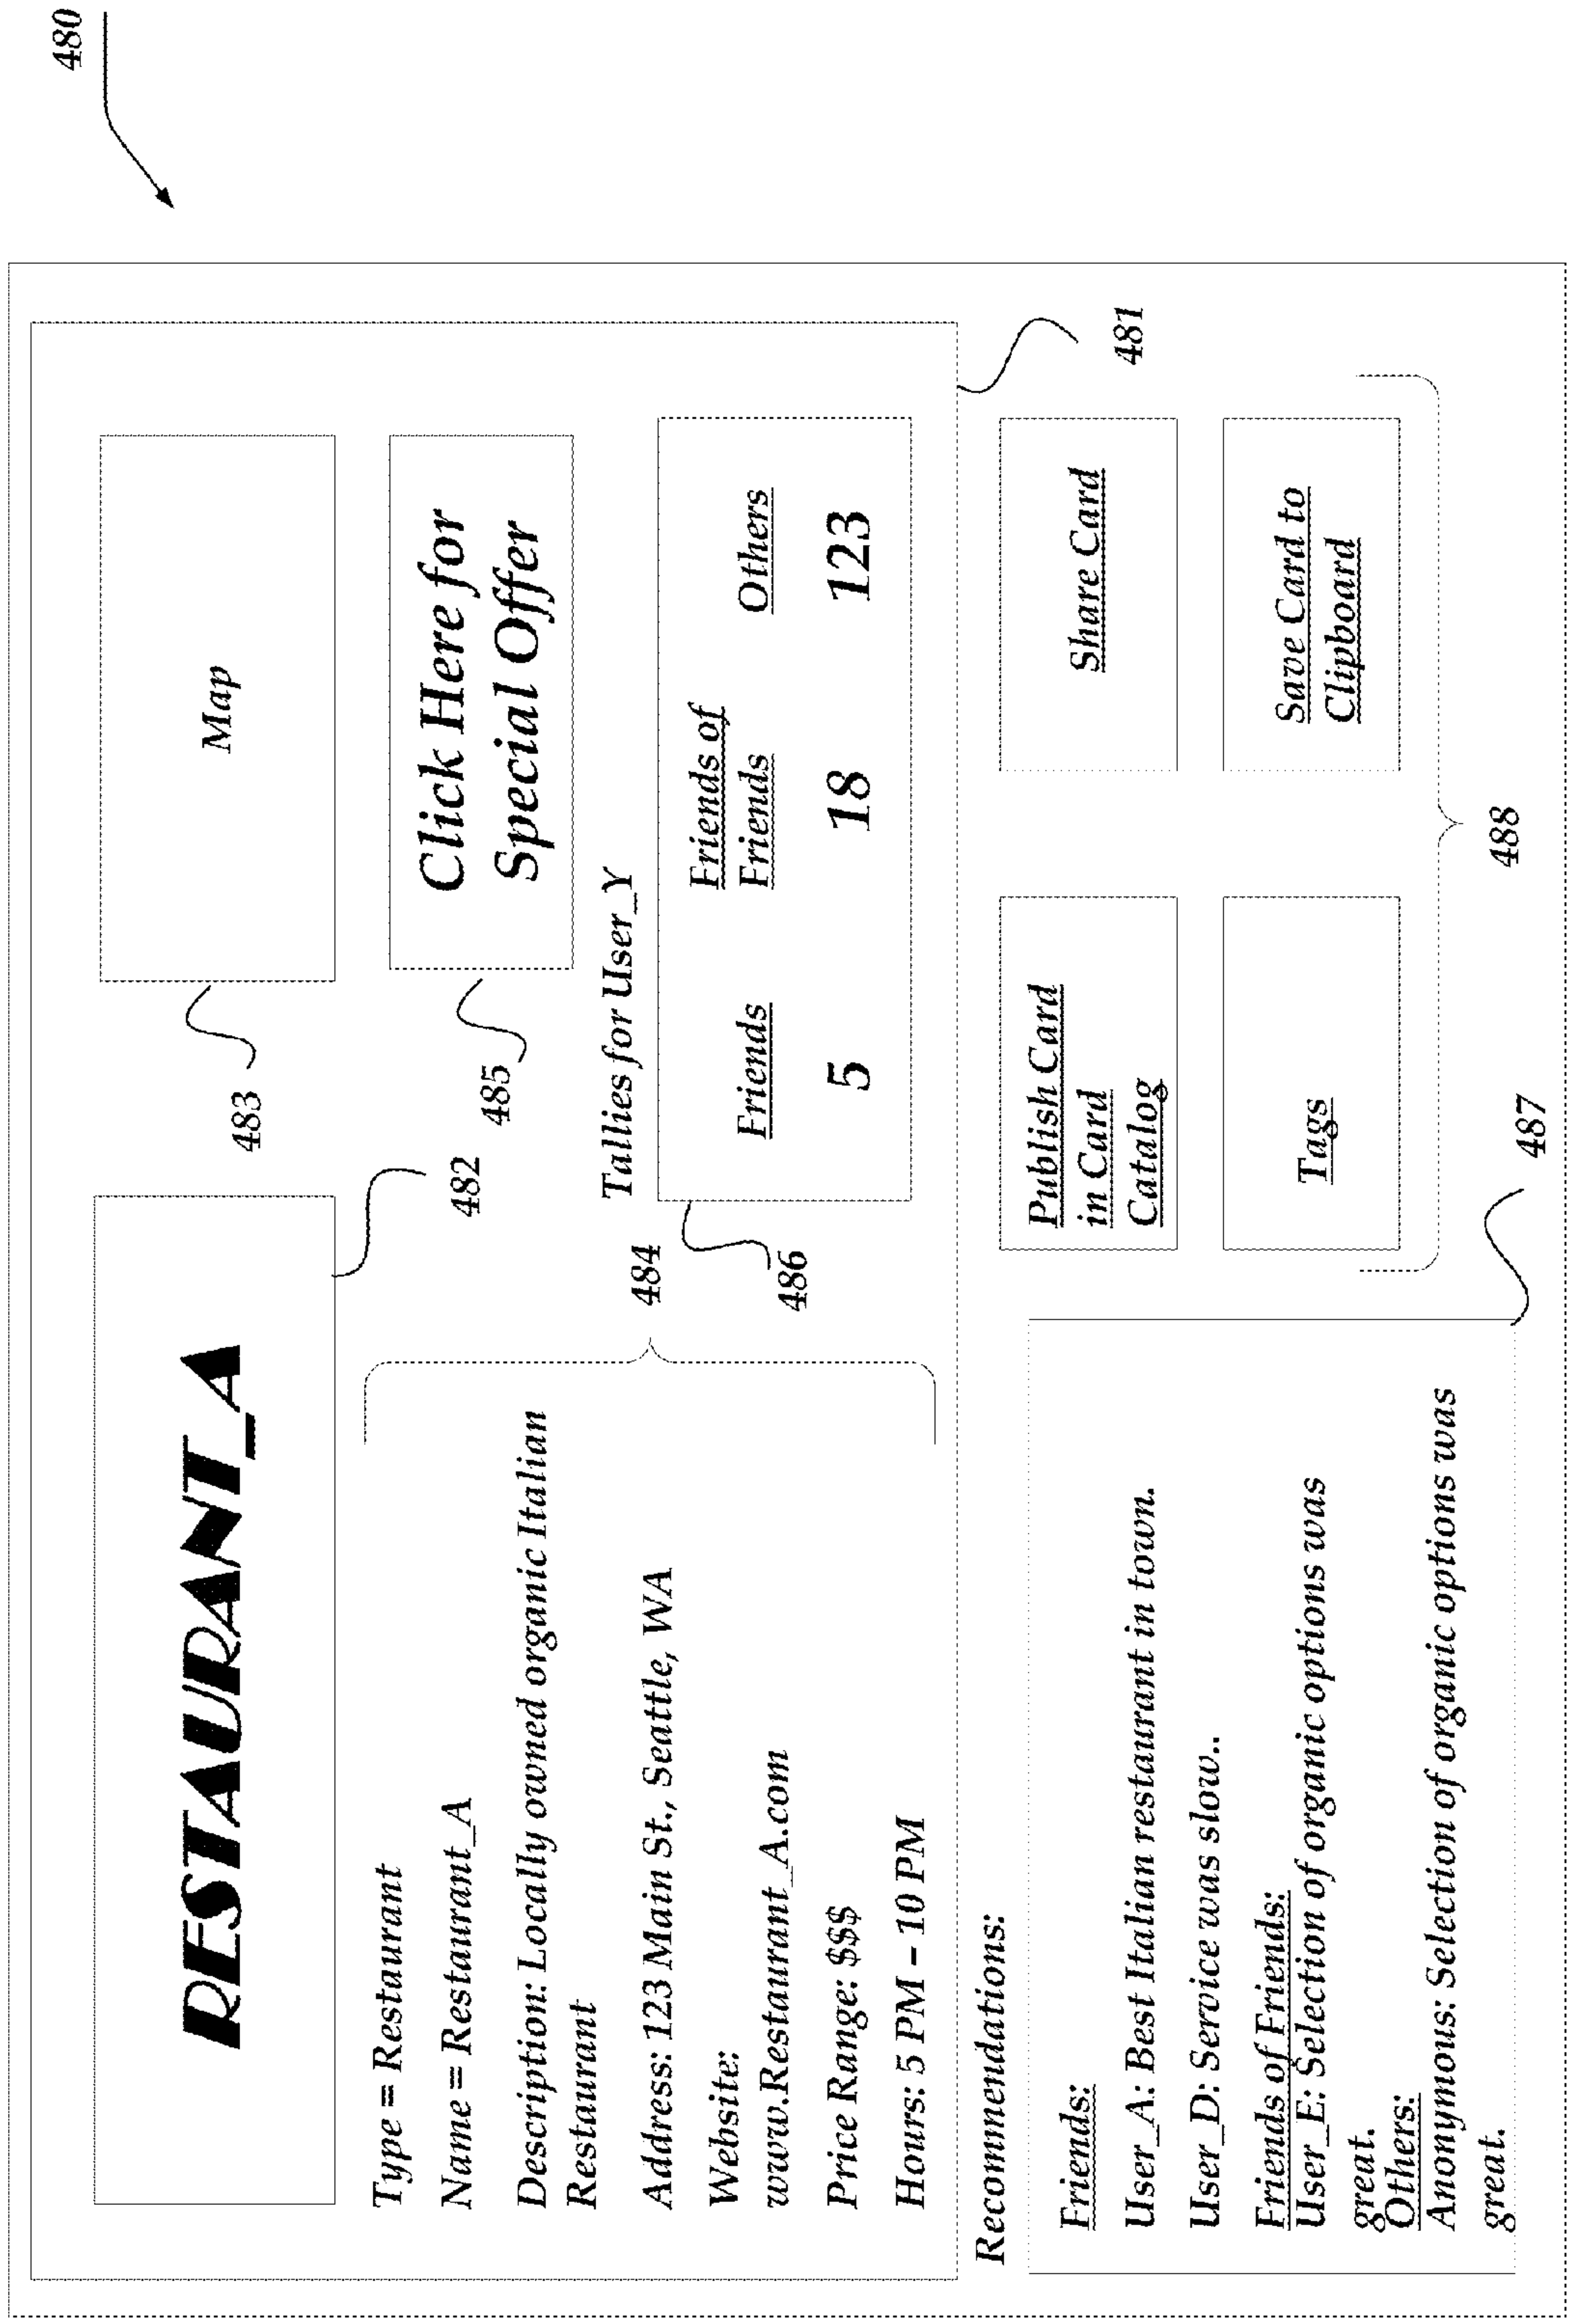 480
RESTAURANT_A
482
Map
483
Type = Restaurant
Name = Restaurant_A
Description: Locally owned organic Italian
Restaurant
Address: 123 Main St., Seattle, WA
Website:
www.Restaurant_A.com
Price Range: $$$
Hours: 5 PM – 10 PM
484
Click Here for
Special Offer
485
Tallies for User_Y
Friends
5
Friends of
Friends
18
Others
123
486
481
Recommendations:
Friends:
User_A: Best Italian restaurant in town.
User_D: Service was slow..
Friends of Friends:
User_E: Selection of organic options was
great.
Others:
Anonymous: Selection of organic options was
great.
487
Publish Card
in Card
Catalog
Share Card
Tags
Save Card to
Clipboard
488